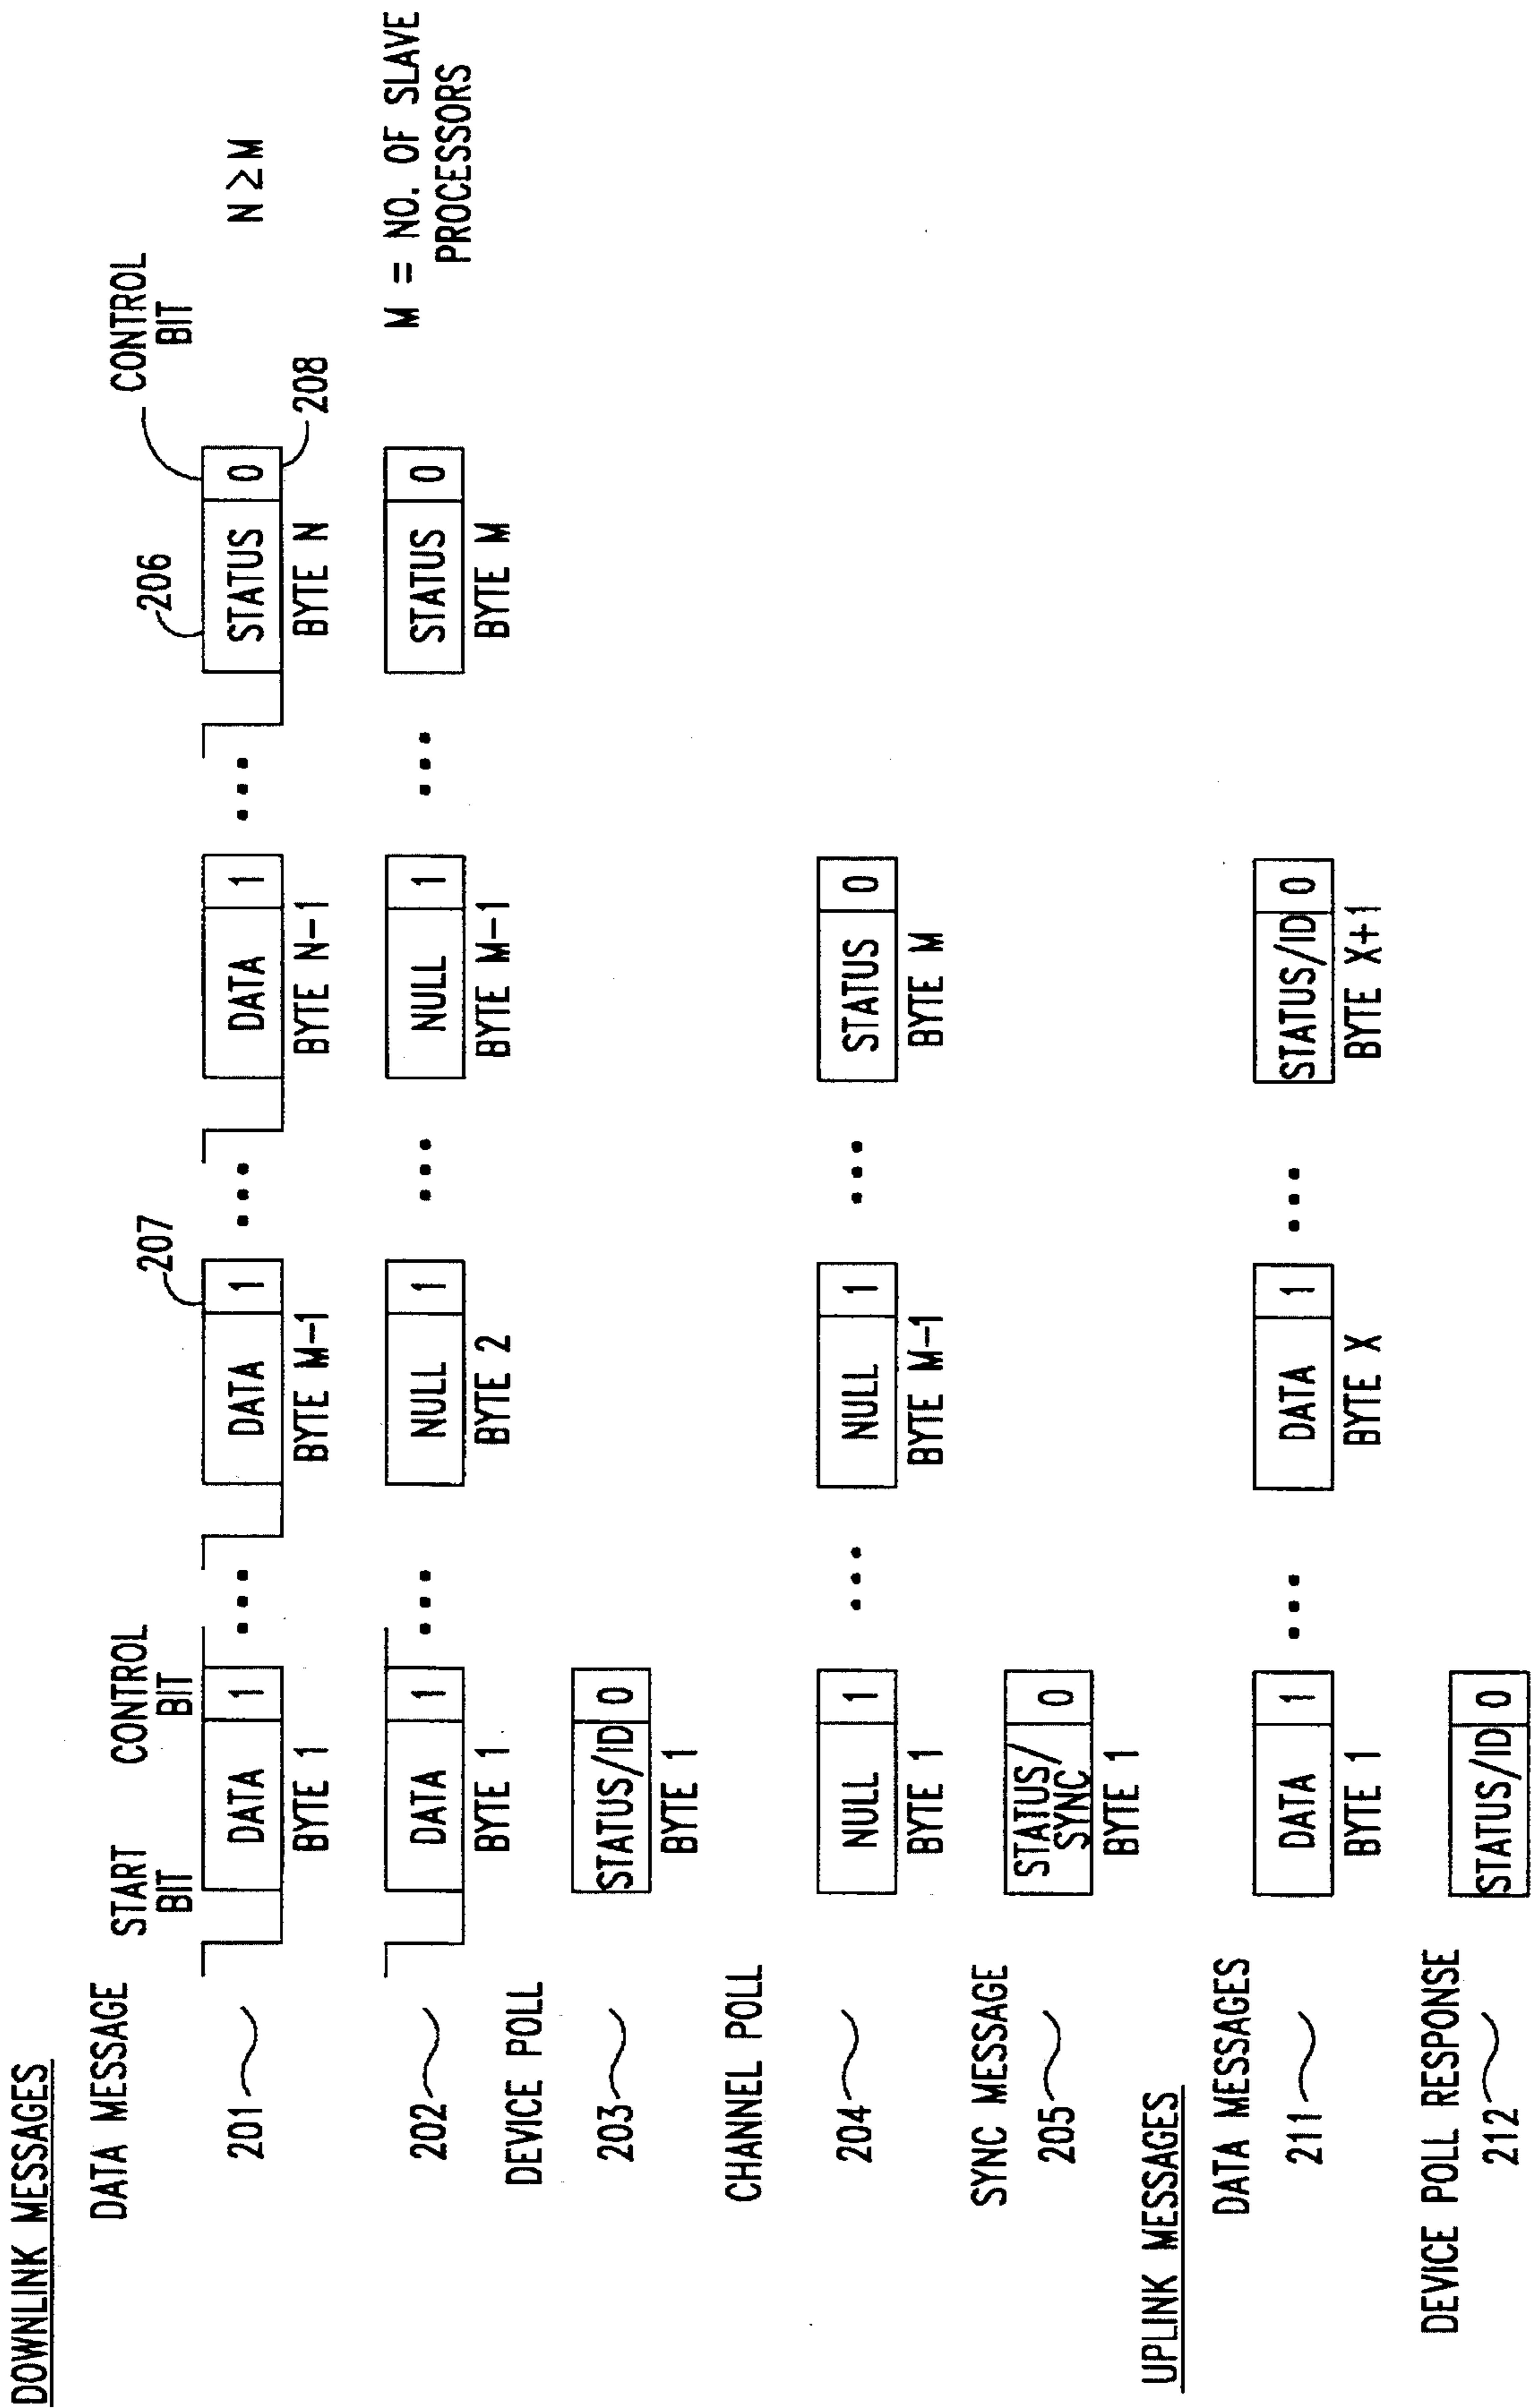 DOWNLINK MESSAGES
DATA MESSAGE
START BIT
CONTROL BIT
CONTROL BIT
201
DATA 1
BYTE 1
...
207
DATA 1
BYTE M-1
...
DATA 1
BYTE N-1
...
206
STATUS 0
208
BYTE N
N ≥ M
202
DATA 1
BYTE 1
...
NULL 1
BYTE 2
...
NULL 1
BYTE M-1
...
STATUS 0
BYTE M
M = NO. OF SLAVE
PROCESSORS
DEVICE POLL
203
STATUS/ID 0
BYTE 1
CHANNEL POLL
204
NULL 1
BYTE 1
...
NULL 1
BYTE M-1
...
STATUS 0
BYTE M
SYNC MESSAGE
205
STATUS/
SYNC 0
BYTE 1
UPLINK MESSAGES
DATA MESSAGES
211
DATA 1
BYTE 1
...
DATA 1
BYTE X
...
STATUS/ID 0
BYTE X+1
DEVICE POLL RESPONSE
212
STATUS/ID 0